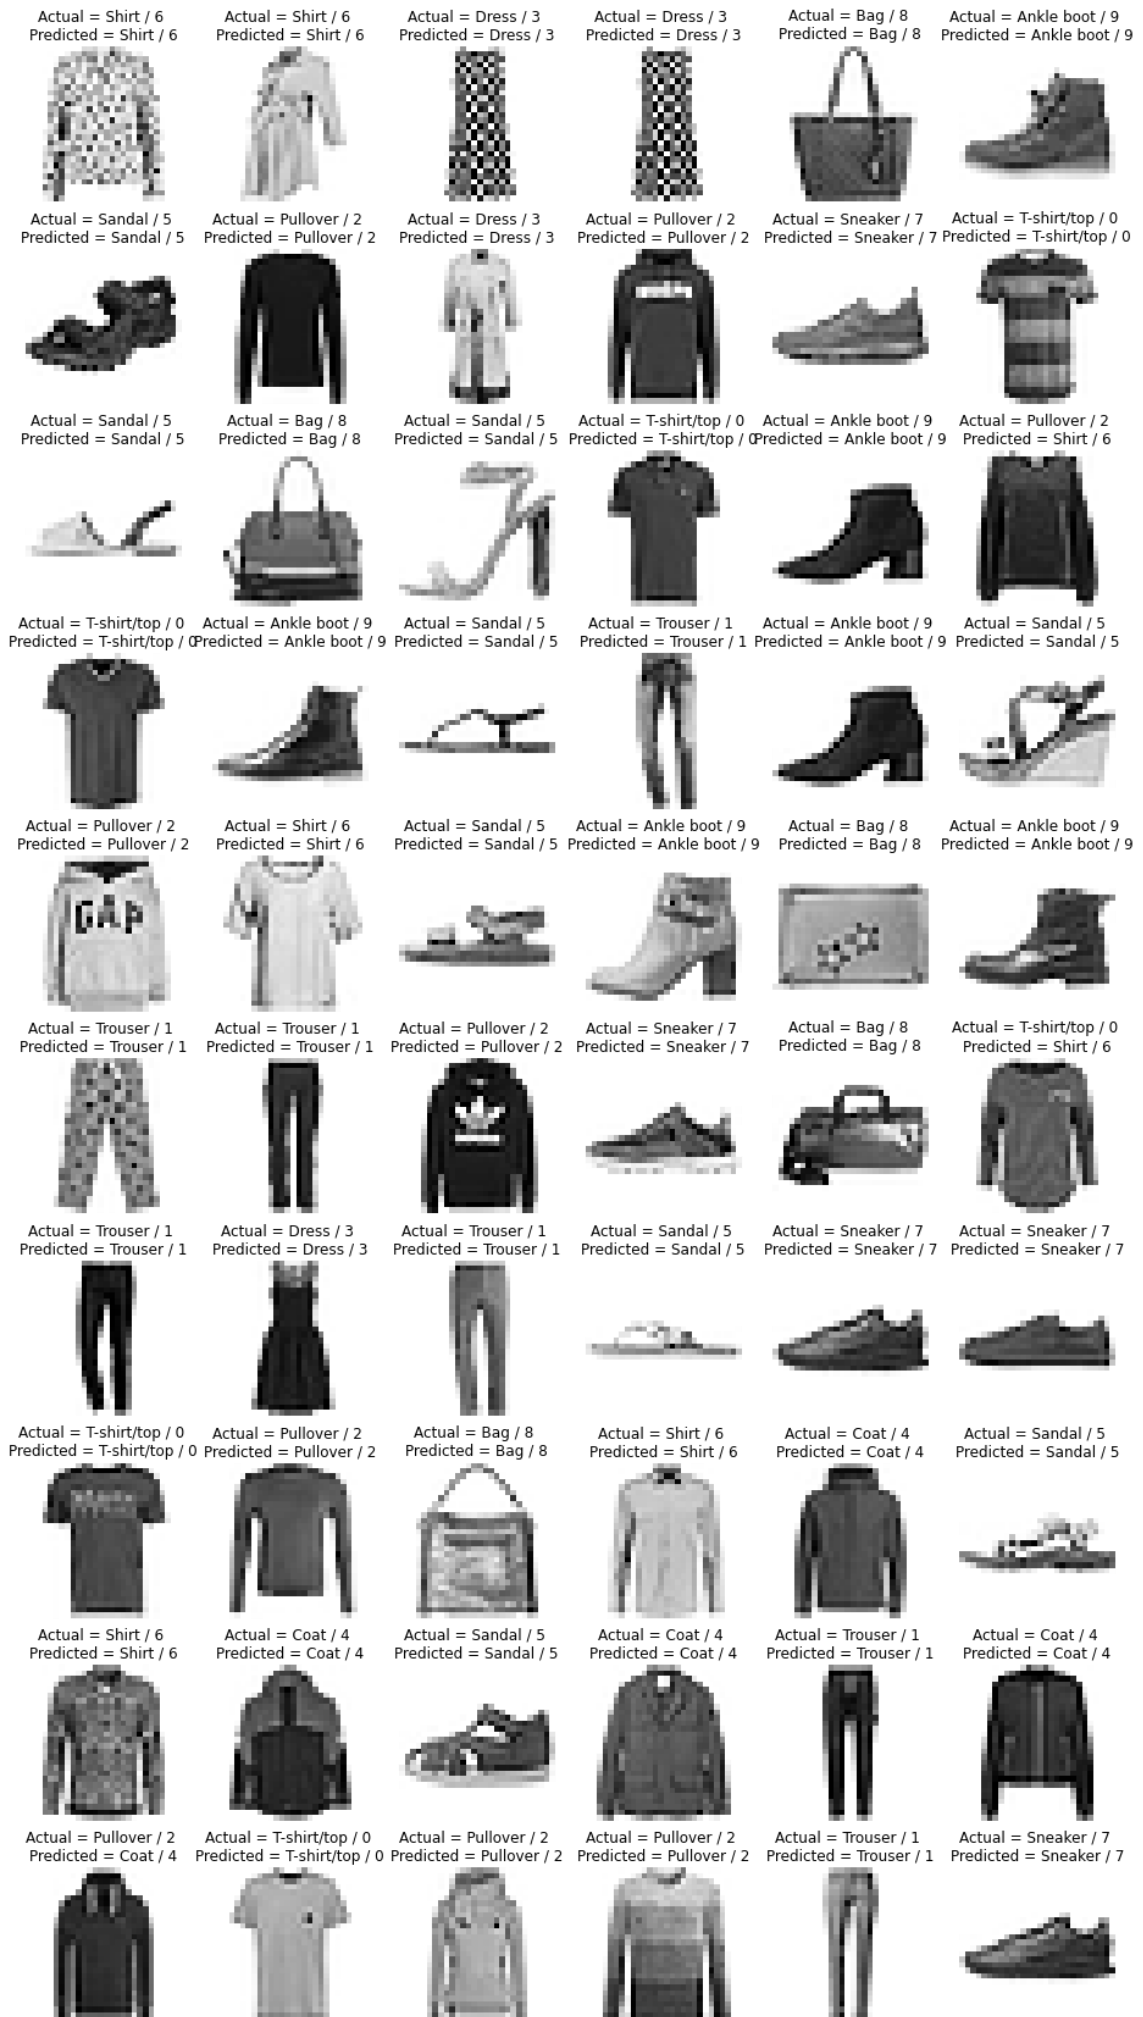 Actual = Shirt / 6
Predicted = Shirt / 6
Actual = Shirt / 6
Predicted = Shirt / 6
Actual = Dress / 3
Predicted = Dress / 3
Actual = Dress / 3
Predicted = Dress / 3
Actual = Bag / 8
Predicted = Bag / 8
Actual = Ankle boot / 9
Predicted = Ankle boot / 9
Actual = Sandal / 5
Predicted = Sandal / 5
Actual = Pullover / 2
Predicted = Pullover / 2
Actual = Dress / 3
Predicted = Dress / 3
Actual = Pullover / 2
Predicted = Pullover / 2
Actual = Sneaker / 7
Predicted = Sneaker / 7
Actual = T-shirt/top / 0
Predicted = T-shirt/top / 0
Actual = Sandal / 5
Predicted = Sandal / 5
Actual = Bag / 8
Predicted = Bag / 8
Actual = Sandal / 5
Predicted = Sandal / 5
Actual = T-shirt/top / 0
Predicted = T-shirt/top / 0
Actual = Ankle boot / 9
Predicted = Ankle boot / 9
Actual = Pullover / 2
Predicted = Shirt / 6
Actual = T-shirt/top / 0
Predicted = T-shirt/top / 0
Actual = Ankle boot / 9
Predicted = Ankle boot / 9
Actual = Sandal / 5
Predicted = Sandal / 5
Actual = Trouser / 1
Predicted = Trouser / 1
Actual = Ankle boot / 9
Predicted = Ankle boot / 9
Actual = Sandal / 5
Predicted = Sandal / 5
Actual = Pullover / 2
Predicted = Pullover / 2
GAP
Actual = Shirt / 6
Predicted = Shirt / 6
Actual = Sandal / 5
Predicted = Sandal / 5
Actual = Ankle boot / 9
Predicted = Ankle boot / 9
Actual = Bag / 8
Predicted = Bag / 8
Actual = Ankle boot / 9
Predicted = Ankle boot / 9
Actual = Trouser / 1
Predicted = Trouser / 1
Actual = Trouser / 1
Predicted = Trouser / 1
Actual = Pullover / 2
Predicted = Pullover / 2
Actual = Sneaker / 7
Predicted = Sneaker / 7
Actual = Bag / 8
Predicted = Bag / 8
Actual = T-shirt/top / 0
Predicted = Shirt / 6
Actual = Trouser / 1
Predicted = Trouser / 1
Actual = Dress / 3
Predicted = Dress / 3
Actual = Trouser / 1
Predicted = Trouser / 1
Actual = Sandal / 5
Predicted = Sandal / 5
Actual = Sneaker / 7
Predicted = Sneaker / 7
Actual = Sneaker / 7
Predicted = Sneaker / 7
Actual = T-shirt/top / 0
Predicted = T-shirt/top / 0
Actual = Pullover / 2
Predicted = Pullover / 2
Actual = Bag / 8
Predicted = Bag / 8
Actual = Shirt / 6
Predicted = Shirt / 6
Actual = Coat / 4
Predicted = Coat / 4
Actual = Sandal / 5
Predicted = Sandal / 5
Actual = Shirt / 6
Predicted = Shirt / 6
Actual = Coat / 4
Predicted = Coat / 4
Actual = Sandal / 5
Predicted = Sandal / 5
Actual = Coat / 4
Predicted = Coat / 4
Actual = Trouser / 1
Predicted = Trouser / 1
Actual = Coat / 4
Predicted = Coat / 4
Actual = Pullover / 2
Predicted = Coat / 4
Actual = T-shirt/top / 0
Predicted = T-shirt/top / 0
Actual = Pullover / 2
Predicted = Pullover / 2
Actual = Pullover / 2
Predicted = Pullover / 2
Actual = Trouser / 1
Predicted = Trouser / 1
Actual = Sneaker / 7
Predicted = Sneaker / 7